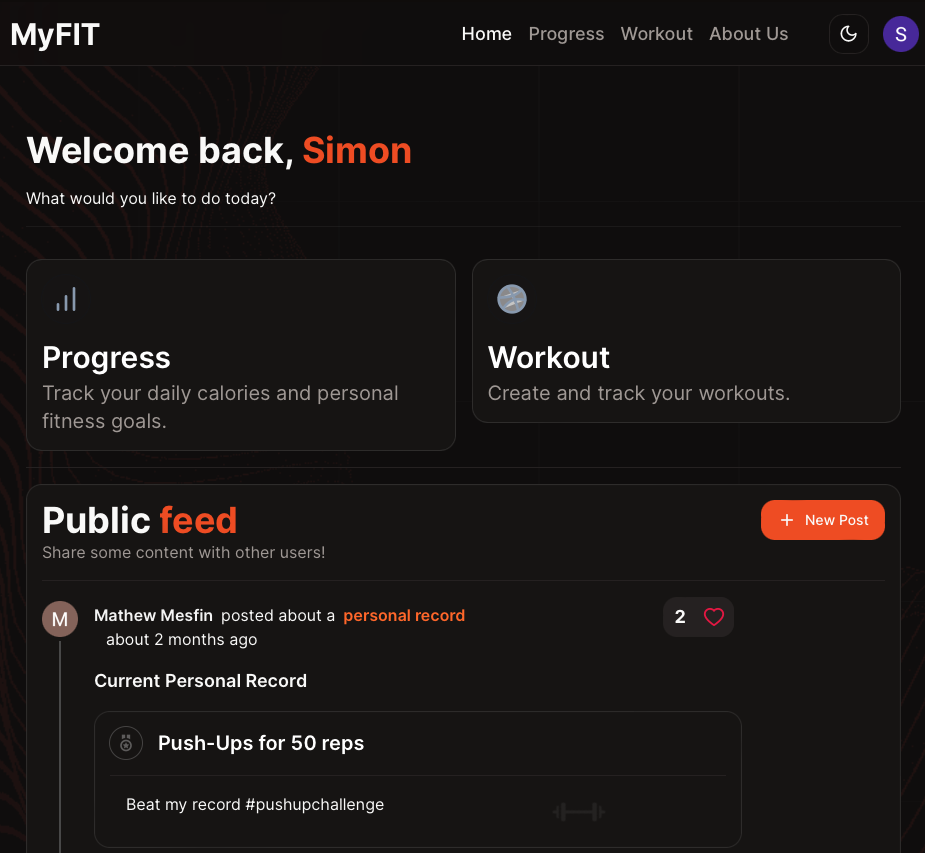 MyFIT
Home Progress Workout About Us
S
Welcome back, Simon
What would you like to do today?
Progress
Track your daily calories and personal
fitness goals.
Workout
Create and track your workouts.
Public feed
+ New Post
Share some content with other users!
M
Mathew Mesfin posted about a personal record
2
about 2 months ago
Current Personal Record
Push-Ups for 50 reps
Beat my record #pushupchallenge